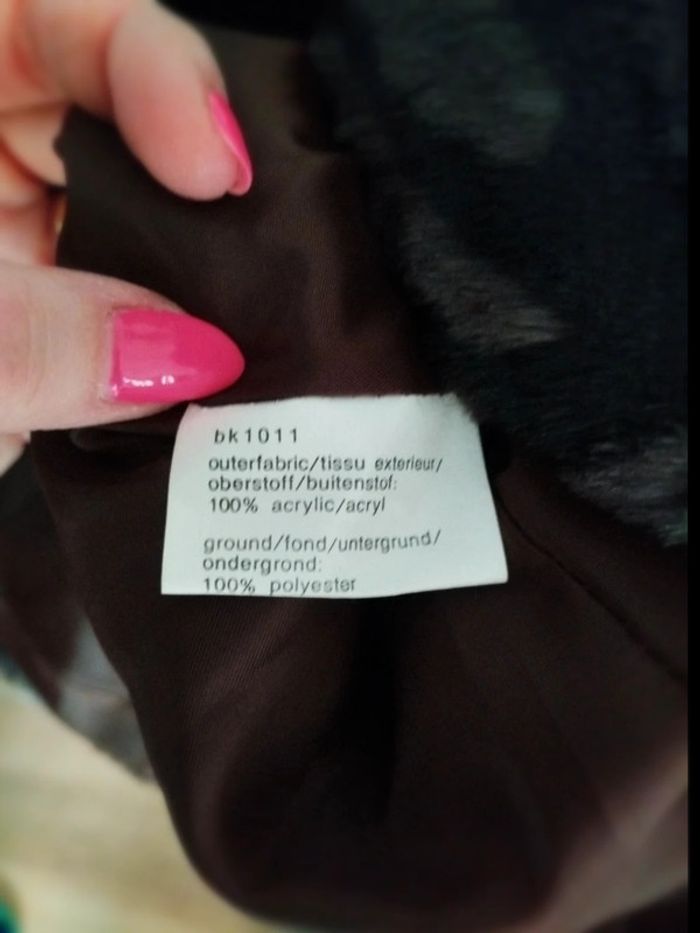 bk1011
outerfabric/tissu exterieur/
oberstoff/buitenstof:
100% acrylic/acryl
ground/fond/untergrund/
ondergrond:
100% polyester